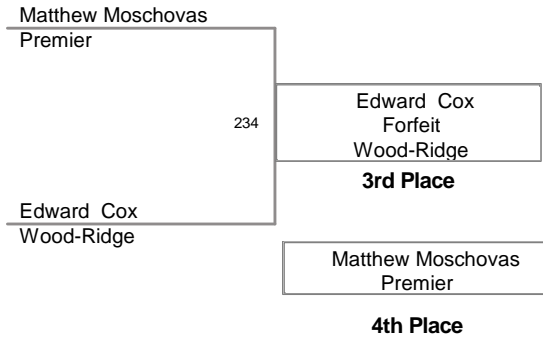 Matthew Moschovas
Premier
234
Edward Cox
Forfeit
Wood-Ridge
3rd Place
Edward Cox
Wood-Ridge
Matthew Moschovas
Premier
4th Place